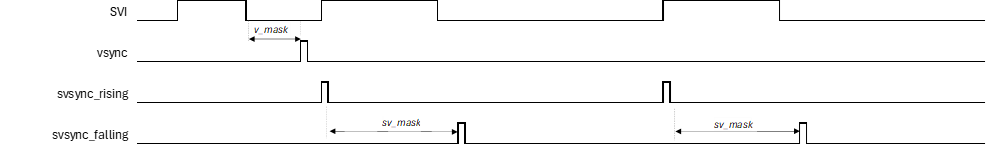 SVI
v_mask
vsync
svsync_rising
sv_mask
sv_mask
svsync_falling